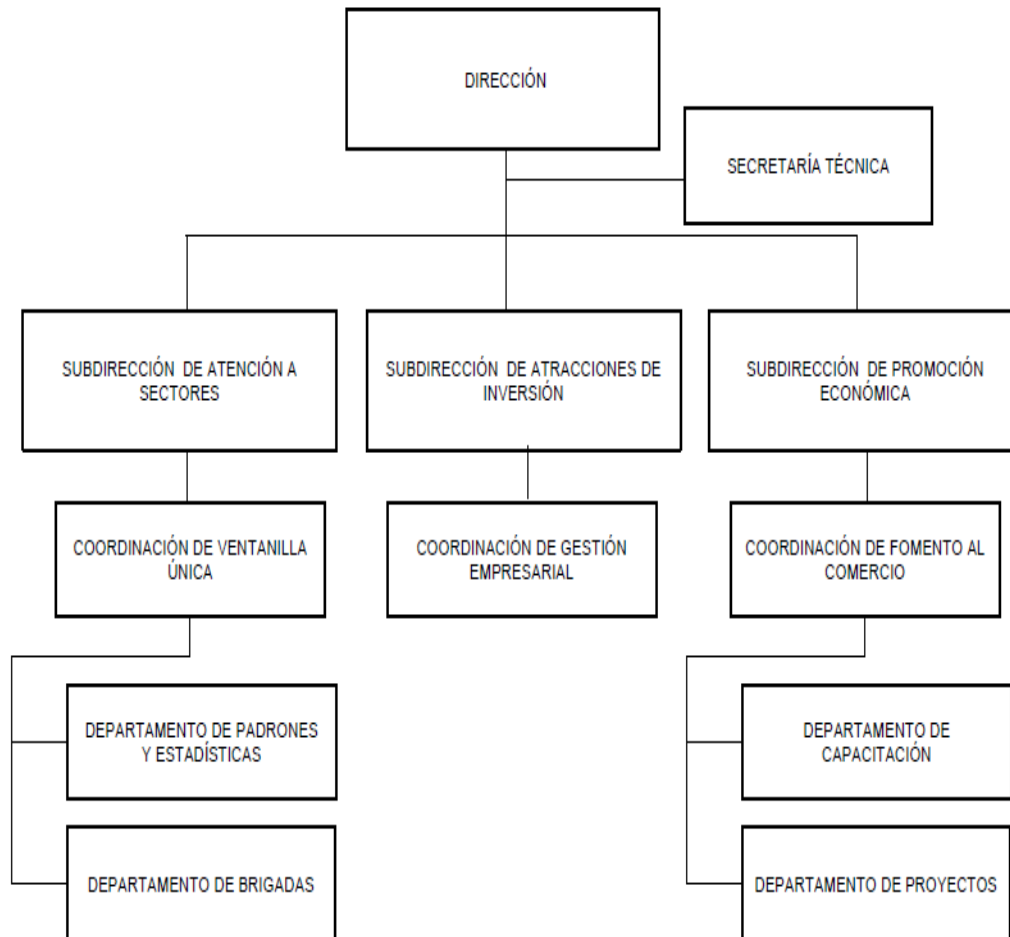 DIRECCIÓN
SECRETARÍA TÉCNICA
SUBDIRECCIÓN DE ATENCIÓN A
SECTORES
SUBDIRECCIÓN DE ATRACCIONES DE
INVERSIÓN
SUBDIRECCIÓN DE PROMOCIÓN
ECONÓMICA
COORDINACIÓN DE VENTANILLA
ÚNICA
COORDINACIÓN DE GESTIÓN
EMPRESARIAL
COORDINACIÓN DE FOMENTO AL
COMERCIO
DEPARTAMENTO DE PADRONES
Y ESTADÍSTICAS
DEPARTAMENTO DE
CAPACITACIÓN
DEPARTAMENTO DE BRIGADAS
DEPARTAMENTO DE PROYECTOS